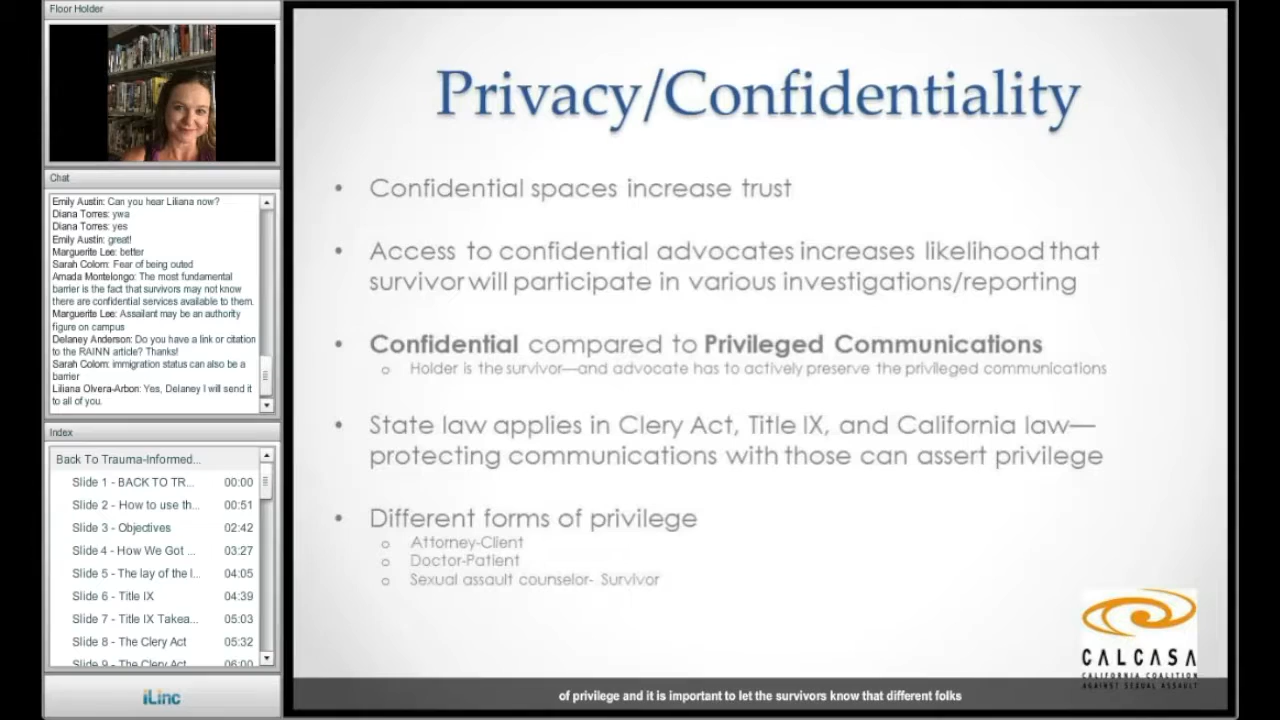 Floor Holder
Chat
Emily Austin: Can you hear Liliana now?
Diana Torres: ywa
Diana Torres: yes
Emily Austin: great!
Marguerite Lee: better
Sarah Colom: Fear of being outed
Amada Montelongo: The most fundamental
barrier is the fact that survivors may not know
there are confidential services available to them.
Marguerite Lee: Assailant may be an authority
figure on campus
Delaney Anderson: Do you have a link or citation
to the RAINN article? Thanks!
Sarah Colom: immigration status can also be a
barrier
Liliana Olvera-Arbon: Yes, Delaney I will send it
to all of you.
Index
Back To Trauma-Informed...
Slide 1 - BACK TO TR... 00:00
Slide 2 - How to use th... 00:51
Slide 3 - Objectives 02:42
Slide 4 - How We Got ... 03:27
Slide 5 - The lay of the l... 04:05
Slide 6 - Title IX 04:39
Slide 7 - Title IX Takea... 05:03
Slide 8 - The Clery Act 05:32
Slide 9 - The Clery Act 06:00
iLinc
Privacy/Confidentiality
• Confidential spaces increase trust
• Access to confidential advocates increases likelihood that
survivor will participate in various investigations/reporting
• Confidential compared to Privileged Communications
o Holder is the survivor—and advocate has to actively preserve the privileged communications
• State law applies in Clery Act, Title IX, and California law—
protecting communications with those can assert privilege
• Different forms of privilege
o Attorney-Client
o Doctor-Patient
o Sexual assault counselor- Survivor
CALCASA
CALIFORNIA COALITION
AGAINST SEXUAL ASSAULT
of privilege and it is important to let the survivors know that different folks